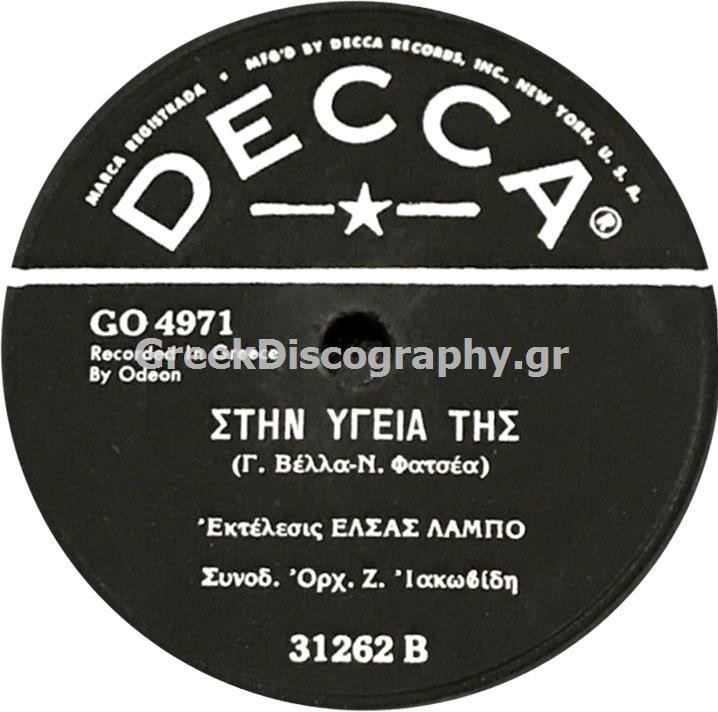 MARCA REGISTRADA • MFG'D BY DECCA RECORDS, INC., NEW YORK, U. S. A.
DECCA®
GO 4971
Recorded in Greece
By Odeon
GreekDiscography.gr
ΣΤΗΝ ΥΓΕΙΑ ΤΗΣ
(Γ. Βέλλα-Ν. Φατσέα)
Ἐκτέλεσις ΕΛΣΑΣ ΛΑΜΠΟ
Συνοδ. Ὀρχ. Ζ. Ἰακωβίδη
31262 B